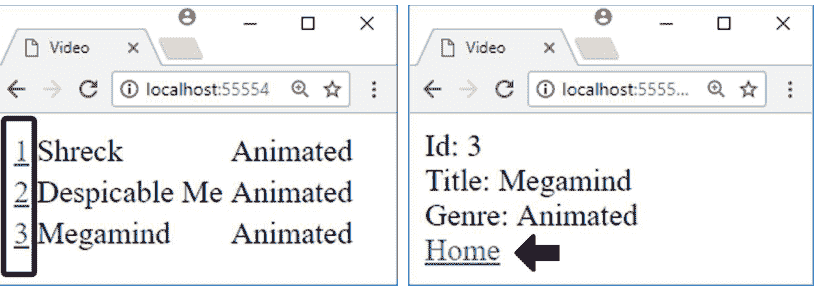 Video
localhost:55554
1 Shreck Animated
2 Despicable Me Animated
3 Megamind Animated
Video
localhost:5555...
Id: 3
Title: Megamind
Genre: Animated
Home